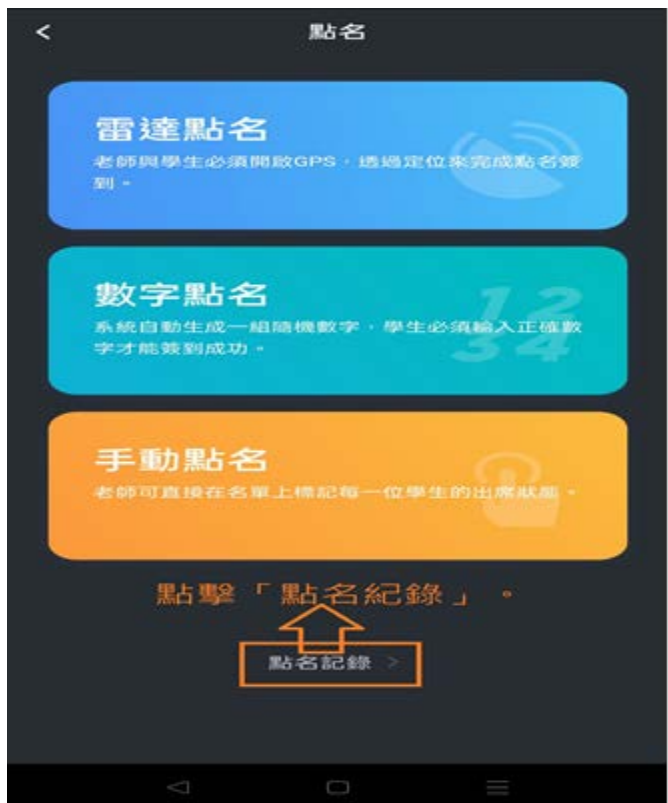 點名
雷達點名
老師與學生必須開啟GPS，透過定位來完成點名簽
到。
數字點名
系統自動生成一組隨機數字，學生必須輸入正確數
字才能簽到成功。
12
34
手動點名
老師可直接在名單上標記每一位學生的出席狀態。
點擊「點名紀錄」。
點名記錄 >